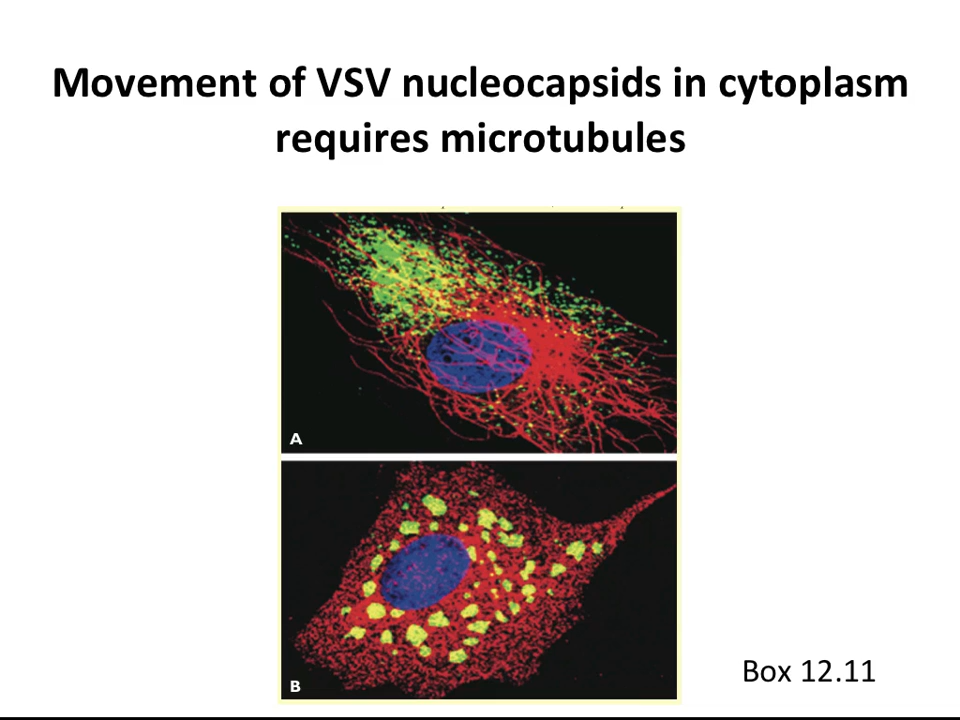 Movement of VSV nucleocapsids in cytoplasm
requires microtubules
A
B
Box 12.11